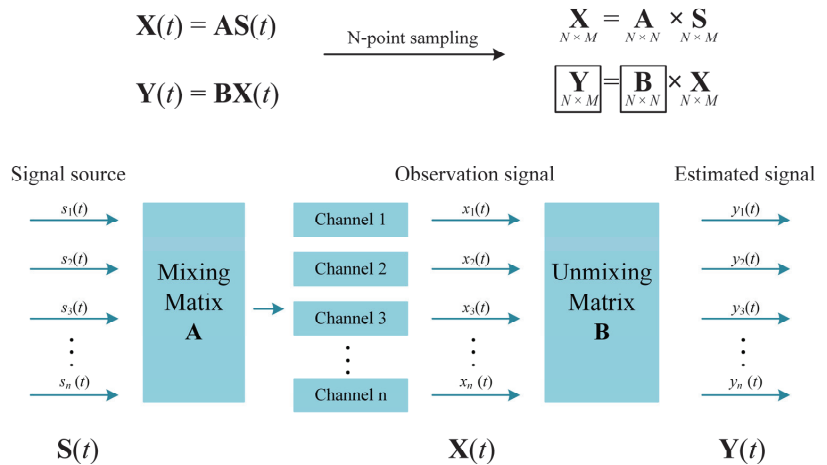 X(t) = AS(t)
N-point sampling
X = A × S
N × M N × N N × M
Y(t) = BX(t)
Y = B × X
N × M N × N N × M
Signal source
Observation signal
Estimated signal
s1(t)
s2(t)
s3(t)
sn (t)
Mixing
Matix
A
Channel 1
Channel 2
Channel 3
Channel n
x1(t)
x2(t)
x3(t)
xn (t)
Unmixing
Matrix
B
y1(t)
y2(t)
y3(t)
yn (t)
S(t)
X(t)
Y(t)